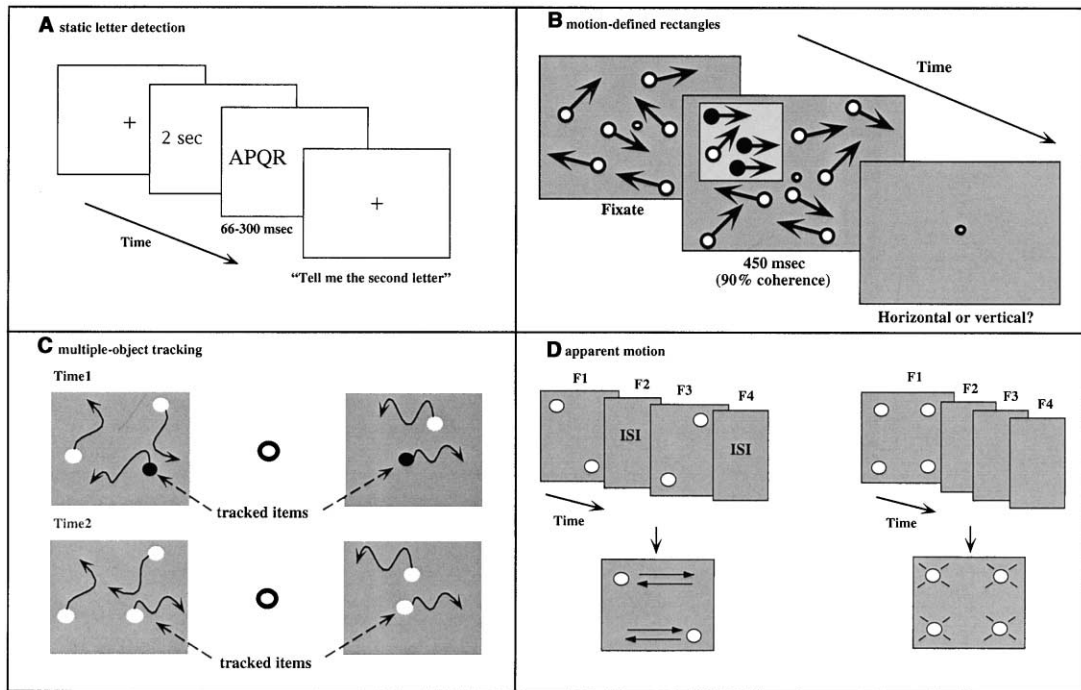 A static letter detection
+
2 sec
APQR
+
66-300 msec
Time
“Tell me the second letter”
B motion-defined rectangles
Time
Fixate
450 msec
(90% coherence)
Horizontal or vertical?
C multiple-object tracking
Time1
tracked items
Time2
tracked items
D apparent motion
F1
F2
F3
F4
ISI
ISI
Time
F1
F2
F3
F4
Time